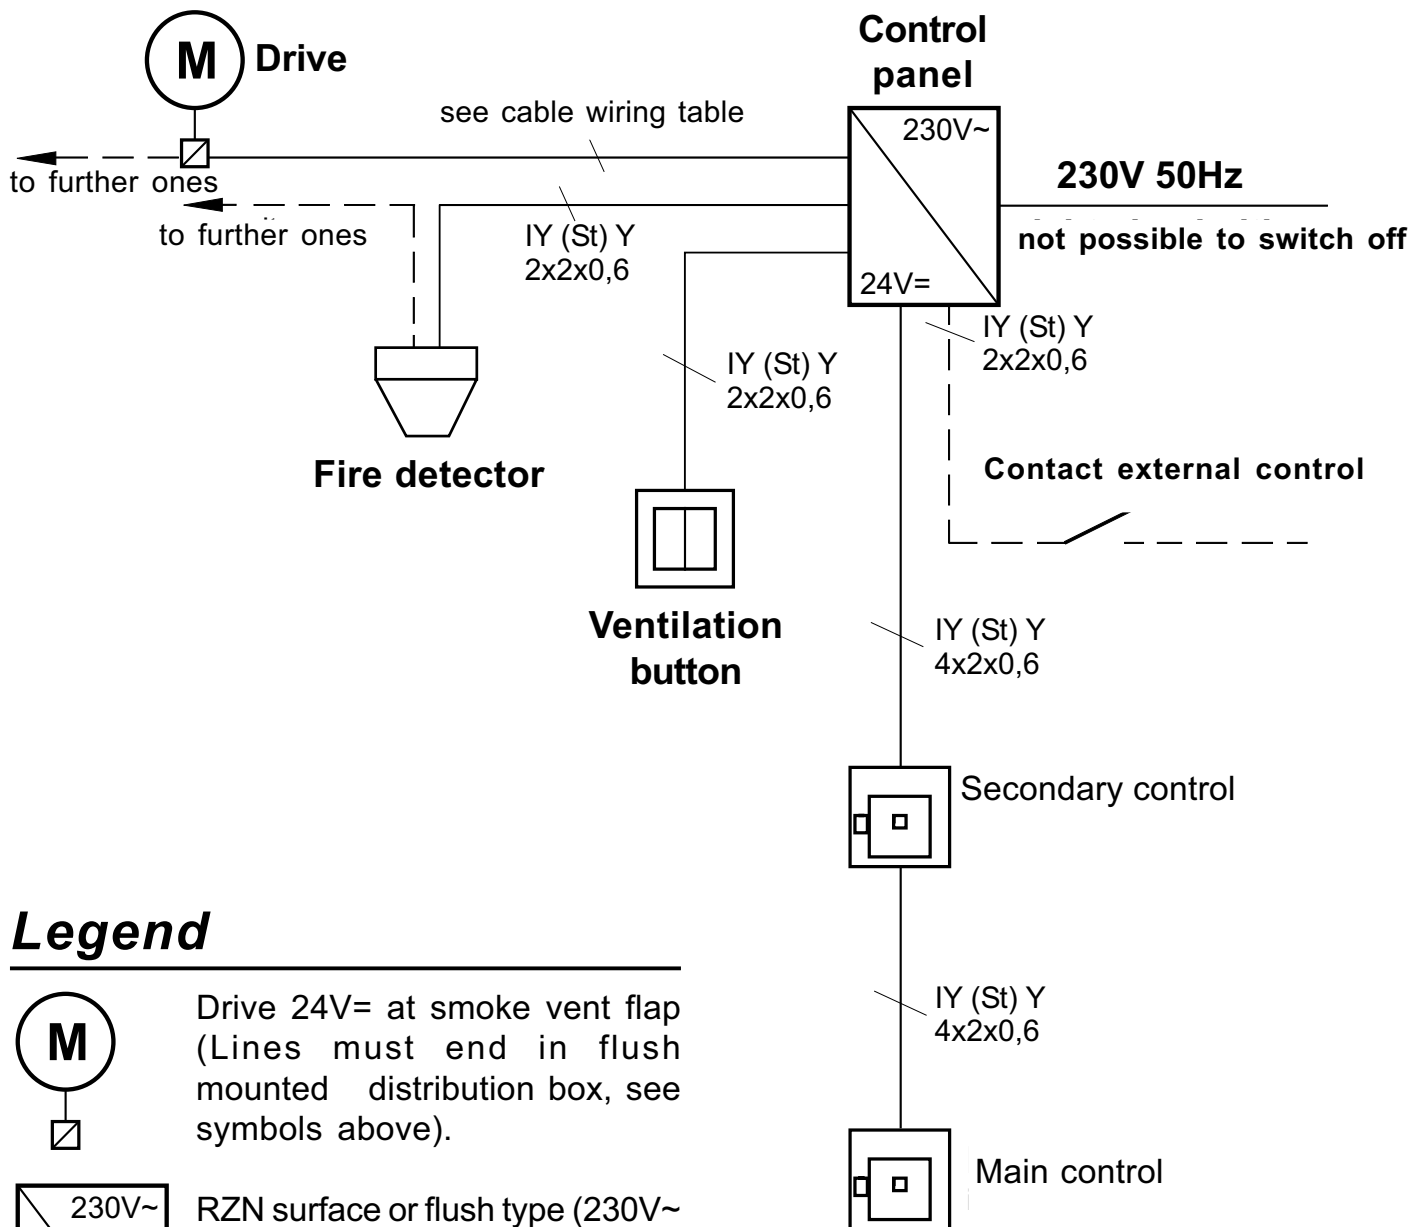 M Drive
Control
panel
see cable wiring table
230V~
to further ones
230V 50Hz
to further ones
IY (St) Y
2x2x0,6
not possible to switch off
24V=
IY (St) Y
2x2x0,6
IY (St) Y
2x2x0,6
Fire detector
Contact external control
Ventilation
button
IY (St) Y
4x2x0,6
Secondary control
Legend
M
Drive 24V= at smoke vent flap
(Lines must end in flush
mounted distribution box, see
symbols above).
IY (St) Y
4x2x0,6
Main control
230V~
RZN surface or flush type (230V~